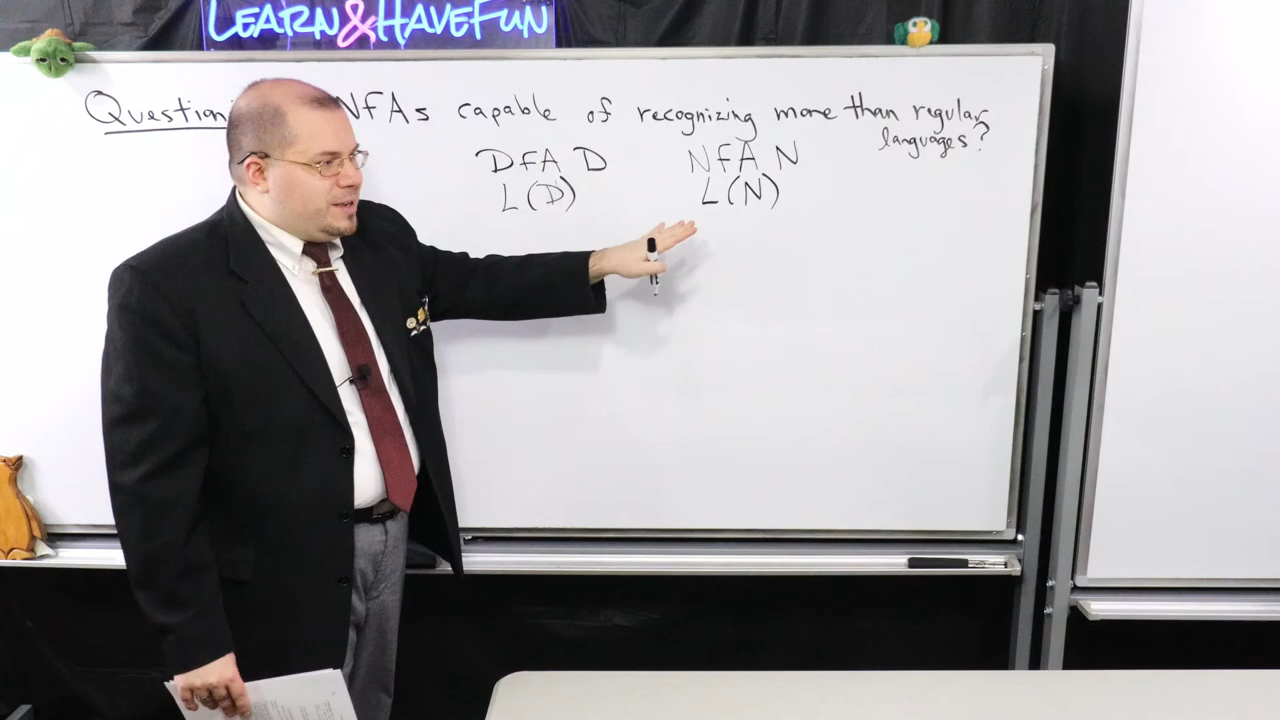 LEARN&HAVEFUN
Question NFAs capable of recognizing more than regular
languages?
DFA D NFA N
L(D) L(N)